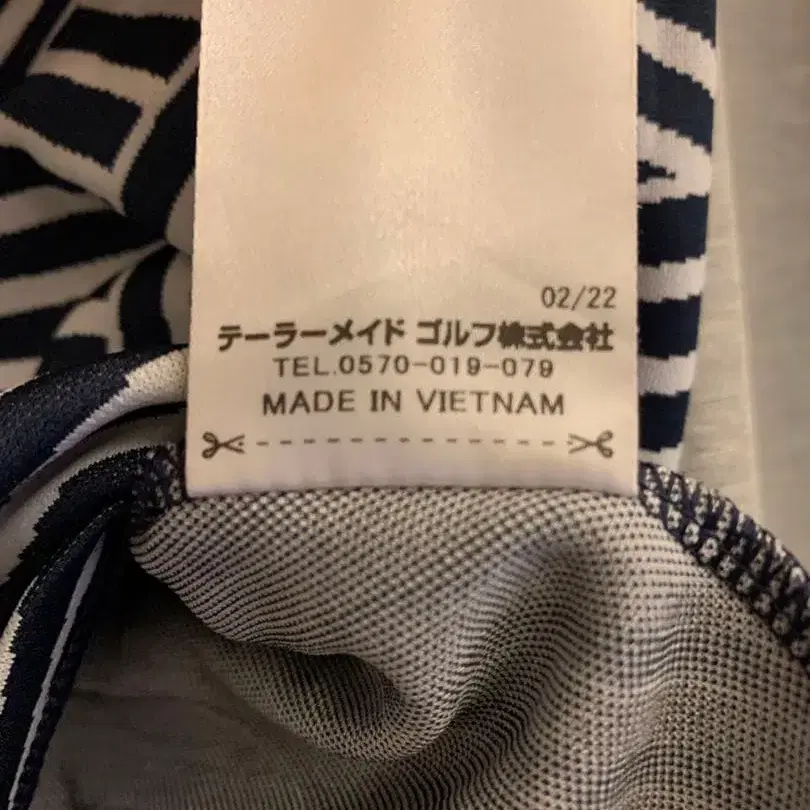 02/22
テーラーメイド ゴルフ株式会社
TEL.0570-019-079
MADE IN VIETNAM